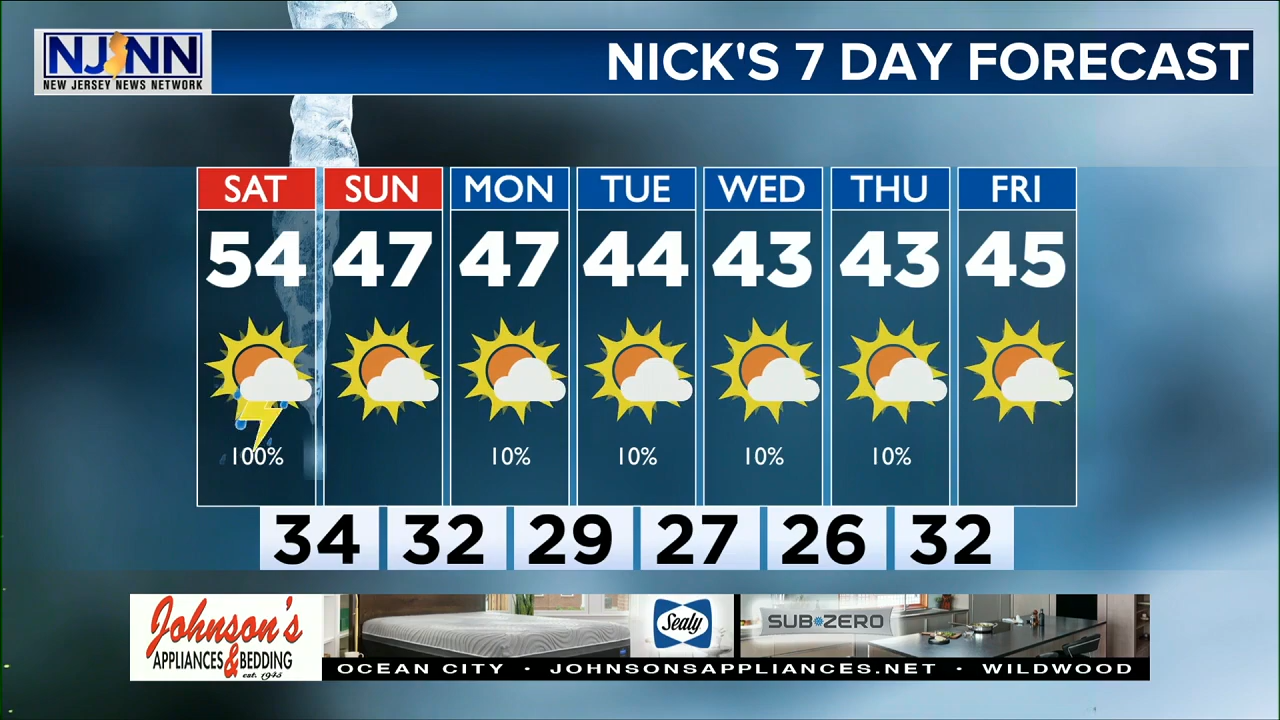 NJ NN
NEW JERSEY NEWS NETWORK
NICK'S 7 DAY FORECAST
SAT SUN MON TUE WED THU FRI
54 47 47 44 43 43 45
100% 10% 10% 10% 10%
34 32 29 27 26 32
Johnson's
APPLIANCES & BEDDING
est. 1945
Sealy
SUB ZERO
OCEAN CITY • JOHNSONSAPPLIANCES.NET • WILDWOOD